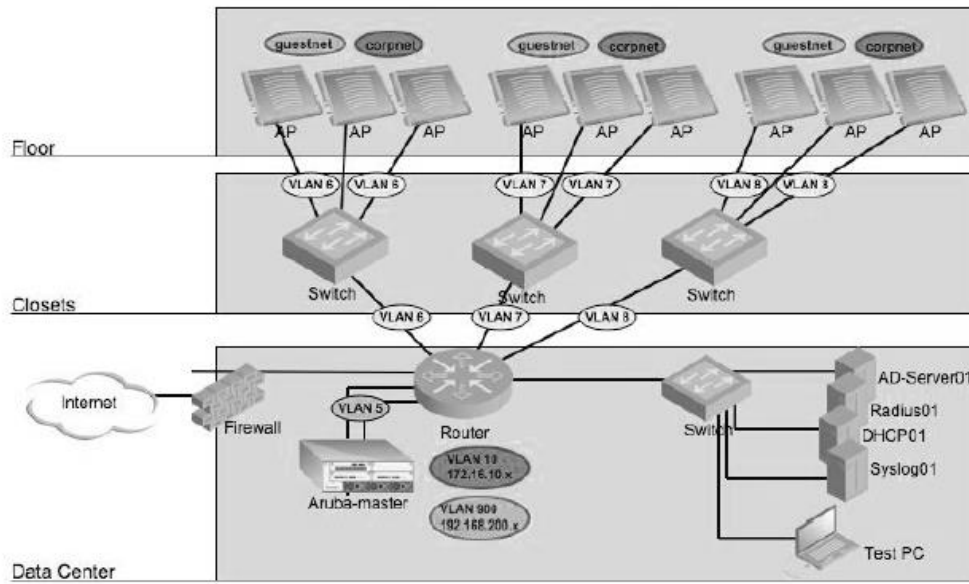 guestnet corpnet guestnet corpnet guestnet corpnet
AP AP AP AP AP AP AP AP AP
Floor
VLAN 6 VLAN 6 VLAN 7 VLAN 7 VLAN 8 VLAN 8
Switch Switch Switch
Closets
VLAN 6 VLAN 7 VLAN 8
Internet
Firewall
VLAN 5
Router
Switch
AD-Server01
Radius01
DHCP01
Syslog01
Aruba-master
VLAN 10
172.16.10.x
VLAN 900
192.168.200.x
Test PC
Data Center